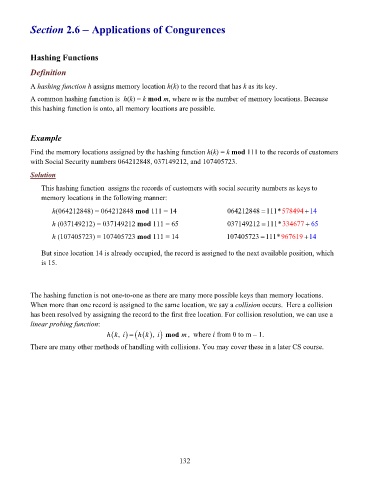 Section 2.6 – Applications of Congurences
Hashing Functions
Definition
A hashing function h assigns memory location h(k) to the record that has k as its key.
A common hashing function is h(k) = k mod m, where m is the number of memory locations. Because
this hashing function is onto, all memory locations are possible.
Example
Find the memory locations assigned by the hashing function h(k) = k mod 111 to the records of customers
with Social Security numbers 064212848, 037149212, and 107405723.
Solution
This hashing function assigns the records of customers with social security numbers as keys to
memory locations in the following manner:
h(064212848) = 064212848 mod 111 = 14 064212848 = 111*578494 + 14
h (037149212) = 037149212 mod 111 = 65 037149212 = 111*334677 + 65
h (107405723) = 107405723 mod 111 = 14 107405723 = 111*967619 + 14
But since location 14 is already occupied, the record is assigned to the next available position, which
is 15.
The hashing function is not one-to-one as there are many more possible keys than memory locations.
When more than one record is assigned to the same location, we say a collision occurs. Here a collision
has been resolved by assigning the record to the first free location. For collision resolution, we can use a
linear probing function:
h(k, i) = (h(k), i) mod m, where i from 0 to m – 1.
There are many other methods of handling with collisions. You may cover these in a later CS course.
132